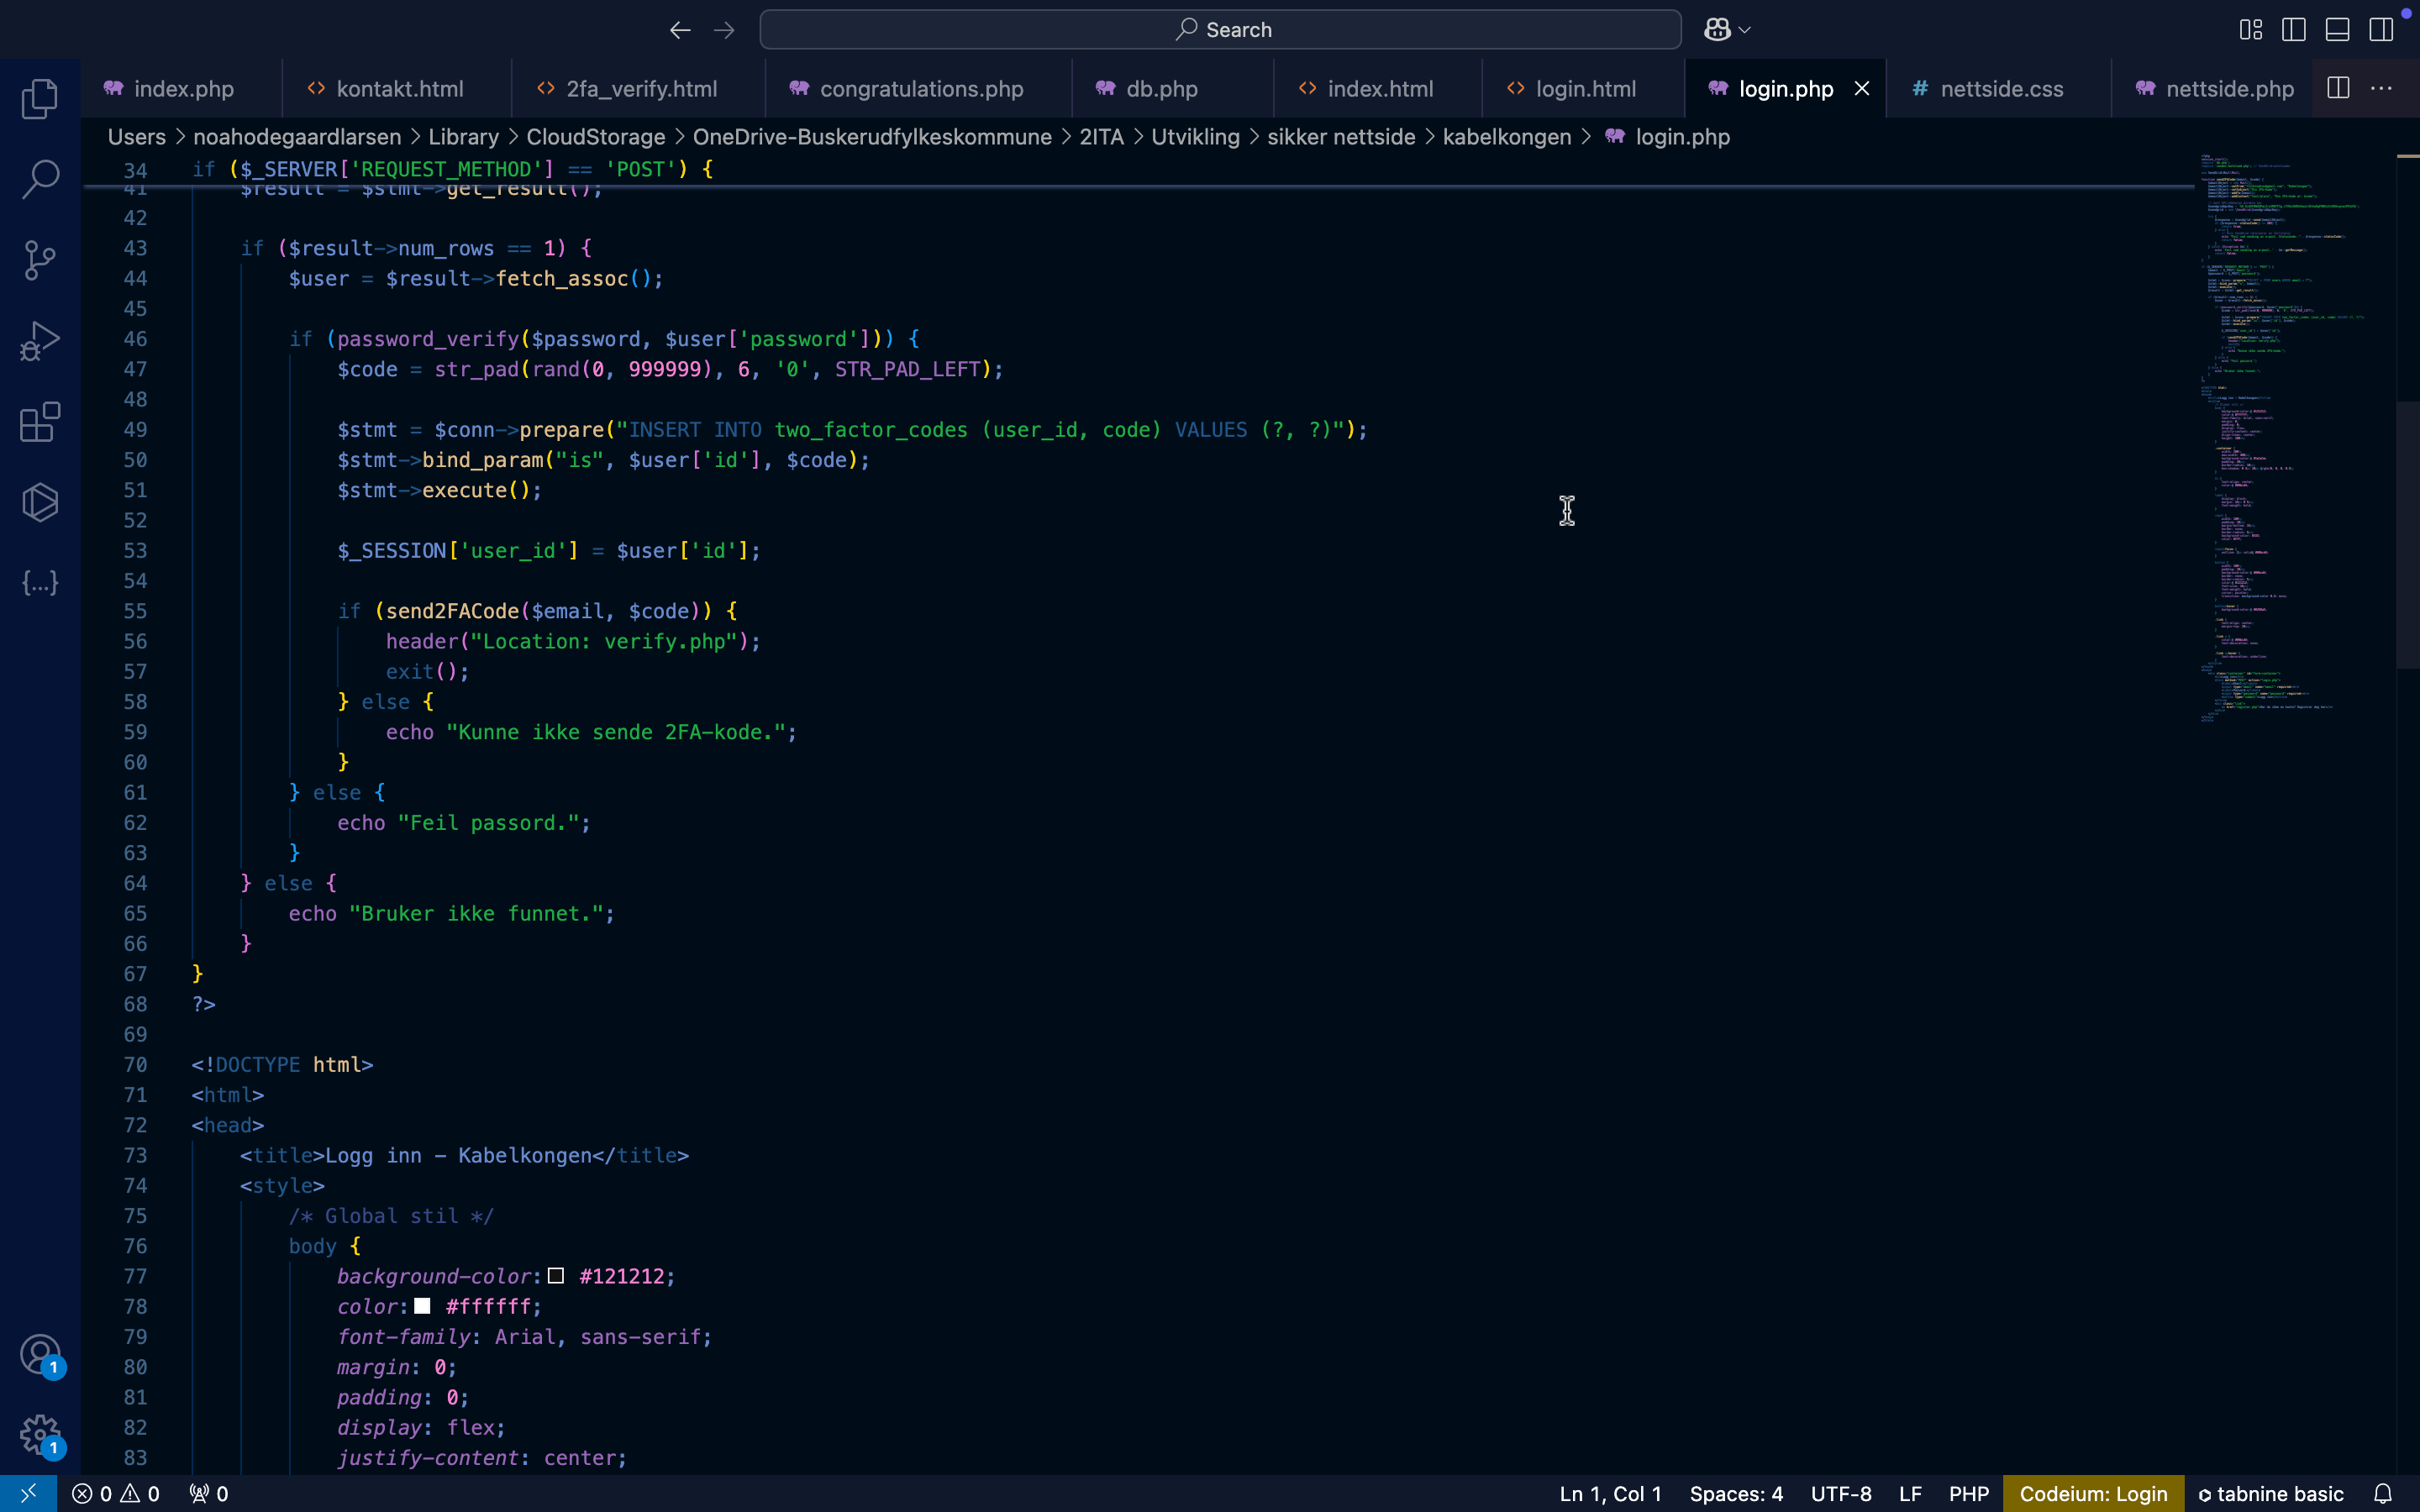 Search
index.php
kontakt.html
2fa_verify.html
congratulations.php
db.php
index.html
login.html
login.php
nettside.css
nettside.php
Users > noahodegaardlarsen > Library > CloudStorage > OneDrive-Buskerudfylkeskommune > 2ITA > Utvikling > sikker nettside > kabelkongen > login.php
34 if ($_SERVER['REQUEST_METHOD'] == 'POST') {
41 $result = $stmt->get_result();
42
43 if ($result->num_rows == 1) {
44 $user = $result->fetch_assoc();
45
46 if (password_verify($password, $user['password'])) {
47 $code = str_pad(rand(0, 999999), 6, '0', STR_PAD_LEFT);
48
49 $stmt = $conn->prepare("INSERT INTO two_factor_codes (user_id, code) VALUES (?, ?)");
50 $stmt->bind_param("is", $user['id'], $code);
51 $stmt->execute();
52
53 $_SESSION['user_id'] = $user['id'];
54
55 if (send2FACode($email, $code)) {
56 header("Location: verify.php");
57 exit();
58 } else {
59 echo "Kunne ikke sende 2FA-kode.";
60 }
61 } else {
62 echo "Feil passord.";
63 }
64 } else {
65 echo "Bruker ikke funnet.";
66 }
67 }
68 ?>
69
70 <!DOCTYPE html>
71 <html>
72 <head>
73 <title>Logg inn - Kabelkongen</title>
74 <style>
75 /* Global stil */
76 body {
77 background-color: #121212;
78 color: #ffffff;
79 font-family: Arial, sans-serif;
80 margin: 0;
81 padding: 0;
82 display: flex;
83 justify-content: center;
1
1
0 0 0 Ln 1, Col 1 Spaces: 4 UTF-8 LF PHP Codeium: Login tabnine basic